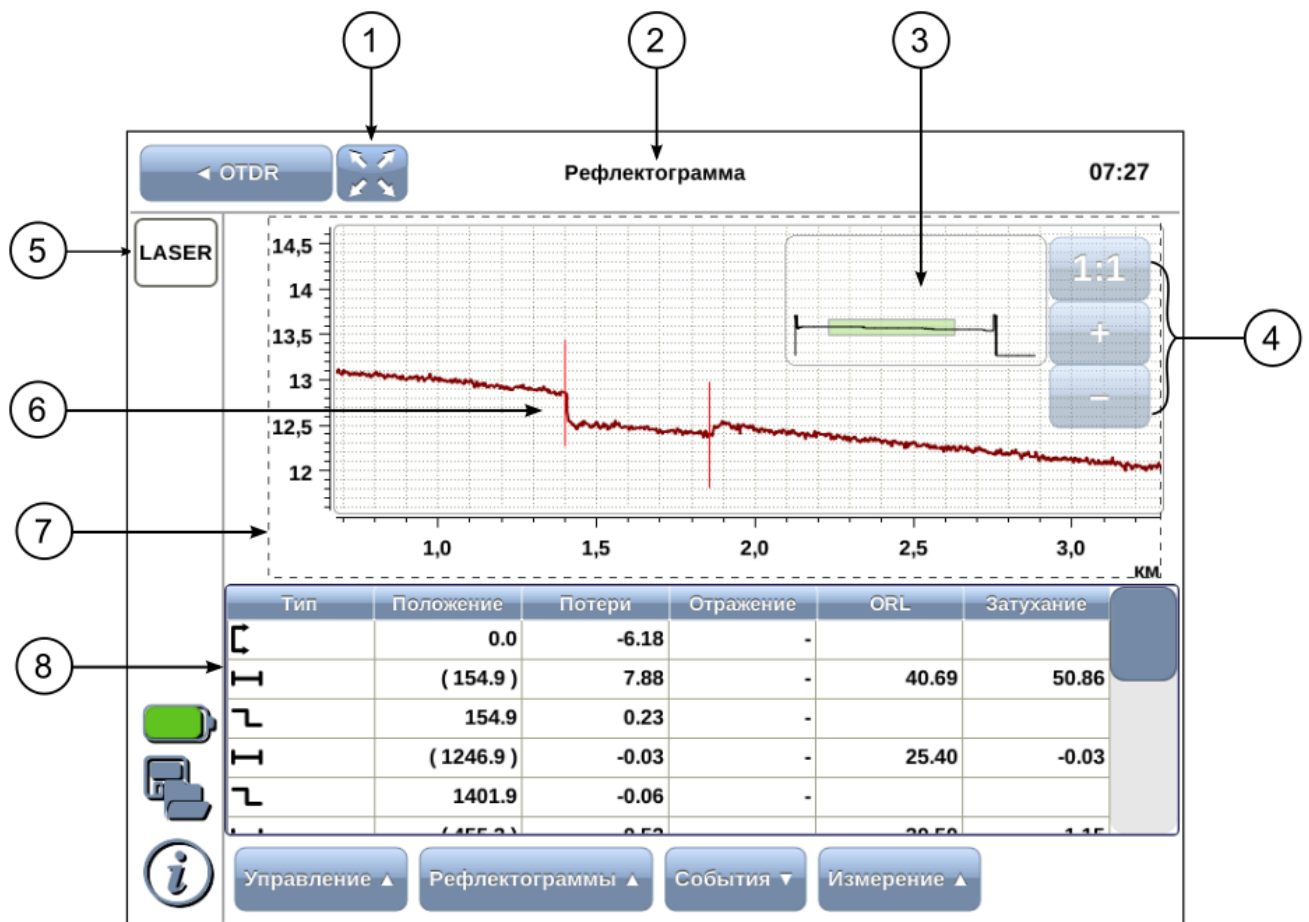 1 2 3
◄ OTDR Рефлектограмма 07:27
5 LASER
14,5
14
13,5
13
12,5
12
1:1
+
−
4
6
7
1,0 1,5 2,0 2,5 3,0
км
8
Тип Положение Потери Отражение ORL Затухание
0.0 -6.18 -
( 154.9 ) 7.88 - 40.69 50.86
154.9 0.23 -
( 1246.9 ) -0.03 - 25.40 -0.03
1401.9 -0.06 -
i
Управление ▲ Рефлектограммы ▲ События ▼ Измерение ▲